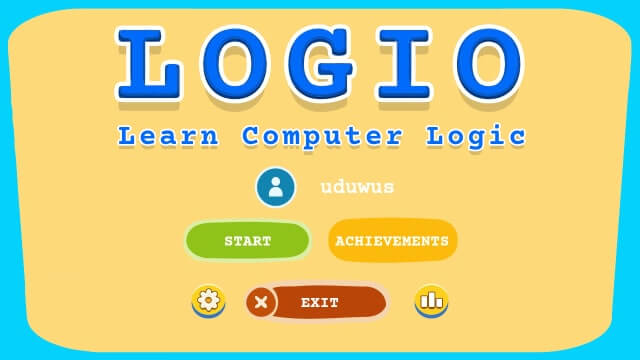 LOGIO
Learn Computer Logic
uduwus
START
ACHIEVEMENTS
EXIT